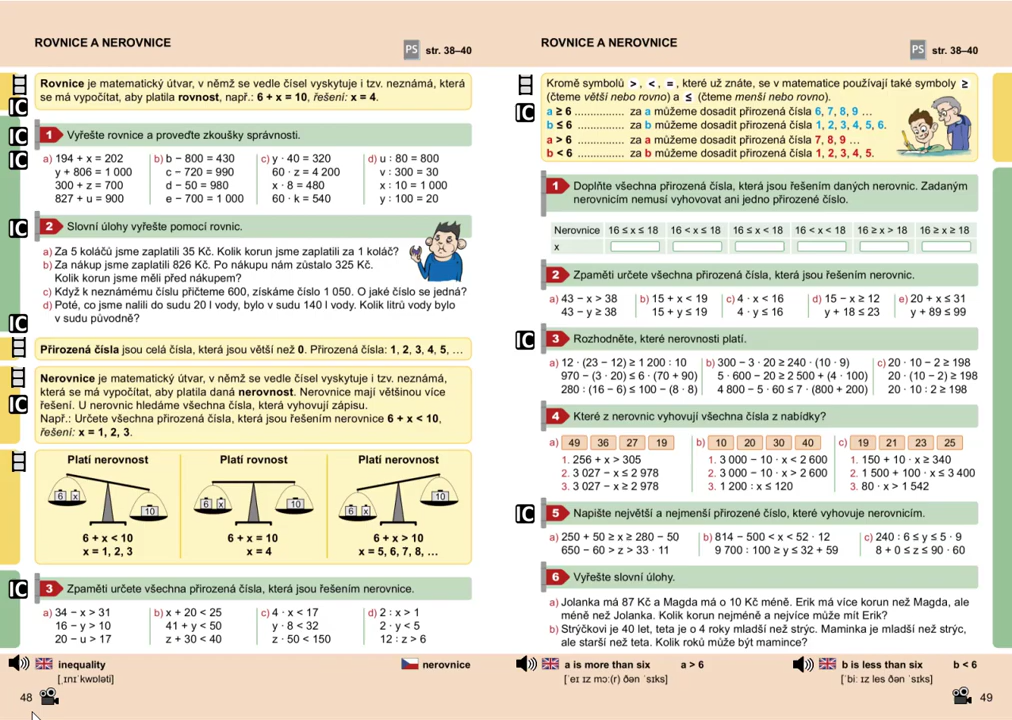 ROVNICE A NEROVNICE
PS str. 38–40
Rovnice je matematický útvar, v němž se vedle čísel vyskytuje i tzv. neznámá, která
se má vypočítat, aby platila rovnost, např.: 6 + x = 10, řešení: x = 4.
1 Vyřešte rovnice a proveďte zkoušky správnosti.
a) 194 + x = 202 b) b − 800 = 430 c) y · 40 = 320 d) u : 80 = 800
y + 806 = 1 000 c − 720 = 990 60 · z = 4 200 v : 300 = 30
300 + z = 700 d − 50 = 980 x · 8 = 480 x : 10 = 1 000
827 + u = 900 e − 700 = 1 000 60 · k = 540 y : 100 = 20
2 Slovní úlohy vyřešte pomocí rovnic.
a) Za 5 koláčů jsme zaplatili 35 Kč. Kolik korun jsme zaplatili za 1 koláč?
b) Za nákup jsme zaplatili 826 Kč. Po nákupu nám zůstalo 325 Kč.
Kolik korun jsme měli před nákupem?
c) Když k neznámému číslu přičteme 600, získáme číslo 1 050. O jaké číslo se jedná?
d) Poté, co jsme nalili do sudu 20 l vody, bylo v sudu 140 l vody. Kolik litrů vody bylo
v sudu původně?
Přirozená čísla jsou celá čísla, která jsou větší než 0. Přirozená čísla: 1, 2, 3, 4, 5, …
Nerovnice je matematický útvar, v němž se vedle čísel vyskytuje i tzv. neznámá,
která se má vypočítat, aby platila daná nerovnost. Nerovnice mají většinou více
řešení. U nerovnic hledáme všechna čísla, která vyhovují zápisu.
Např.: Určete všechna přirozená čísla, která jsou řešením nerovnice 6 + x < 10,
řešení: x = 1, 2, 3.
Platí nerovnost Platí rovnost Platí nerovnost
6 x 10 6 x 10 6 x 10
6 + x < 10 6 + x = 10 6 + x > 10
x = 1, 2, 3 x = 4 x = 5, 6, 7, 8, …
3 Zpaměti určete všechna přirozená čísla, která jsou řešením nerovnice.
a) 34 − x > 31 b) x + 20 < 25 c) 4 · x < 17 d) 2 : x > 1
16 − y > 10 41 + y < 50 y · 8 < 32 2 · y < 5
20 − u > 17 z + 30 < 40 z · 50 < 150 12 : z > 6
inequality nerovnice
[ˌɪnɪˈkwɒləti]
48
ROVNICE A NEROVNICE
PS str. 38–40
Kromě symbolů >, <, =, které už znáte, se v matematice používají také symboly ≥
(čteme větší nebo rovno) a ≤ (čteme menší nebo rovno).
a ≥ 6 ............... za a můžeme dosadit přirozená čísla 6, 7, 8, 9 …
b ≤ 6 ............... za b můžeme dosadit přirozená čísla 1, 2, 3, 4, 5, 6.
a > 6 ............... za a můžeme dosadit přirozená čísla 7, 8, 9 …
b < 6 ............... za b můžeme dosadit přirozená čísla 1, 2, 3, 4, 5.
1 Doplňte všechna přirozená čísla, která jsou řešením daných nerovnic. Zadaným
nerovnicím nemusí vyhovovat ani jedno přirozené číslo.
Nerovnice 16 ≤ x ≤ 18 16 < x ≤ 18 16 ≤ x < 18 16 < x < 18 16 ≥ x > 18 16 ≥ x ≥ 18
x
2 Zpaměti určete všechna přirozená čísla, která jsou řešením nerovnic.
a) 43 − x > 38 b) 15 + x < 19 c) 4 · x < 16 d) 15 − x ≥ 12 e) 20 + x ≤ 31
43 − y ≥ 38 15 + y ≤ 19 4 · y ≤ 16 y + 18 ≤ 23 y + 89 ≤ 99
3 Rozhodněte, které nerovnosti platí.
a) 12 · (23 − 12) ≥ 1 200 : 10 b) 300 − 3 · 20 ≥ 240 · (10 · 9) c) 20 · 10 − 2 ≥ 198
970 − (3 · 20) ≤ 6 · (70 + 90) 5 · 600 − 20 ≥ 2 500 + (4 · 100) 20 · (10 − 2) ≥ 198
280 : (16 − 6) ≤ 100 − (8 · 8) 4 800 − 5 · 60 ≤ 7 · (800 + 200) 20 · 10 : 2 ≥ 198
4 Které z nerovnic vyhovují všechna čísla z nabídky?
a) 49 36 27 19 b) 10 20 30 40 c) 19 21 23 25
1. 256 + x > 305 1. 3 000 − 10 · x < 2 600 1. 150 + 10 · x ≥ 340
2. 3 027 − x ≤ 2 978 2. 3 000 − 10 · x > 2 600 2. 1 500 + 100 · x ≤ 3 400
3. 3 027 − x ≥ 2 978 3. 1 200 : x ≤ 120 3. 80 · x > 1 542
5 Napište největší a nejmenší přirozené číslo, které vyhovuje nerovnicím.
a) 250 + 50 ≥ x ≥ 280 − 50 b) 814 − 500 < x < 52 · 12 c) 240 : 6 ≤ y ≤ 5 · 9
650 − 60 > z > 33 · 11 9 700 : 100 ≥ y ≤ 32 + 59 8 + 0 ≤ z ≤ 90 · 60
6 Vyřešte slovní úlohy.
a) Jolanka má 87 Kč a Magda má o 10 Kč méně. Erik má více korun než Magda, ale
méně než Jolanka. Kolik korun nejméně a nejvíce může mít Erik?
b) Strýčkovi je 40 let, teta je o 4 roky mladší než strýc. Maminka je mladší než strýc,
ale starší než teta. Kolik roků může být mamince?
a is more than six a > 6 b is less than six b < 6
[ˈeɪ ɪz mɔː(r) ðən ˈsɪks] [ˈbiː ɪz les ðən ˈsɪks]
49